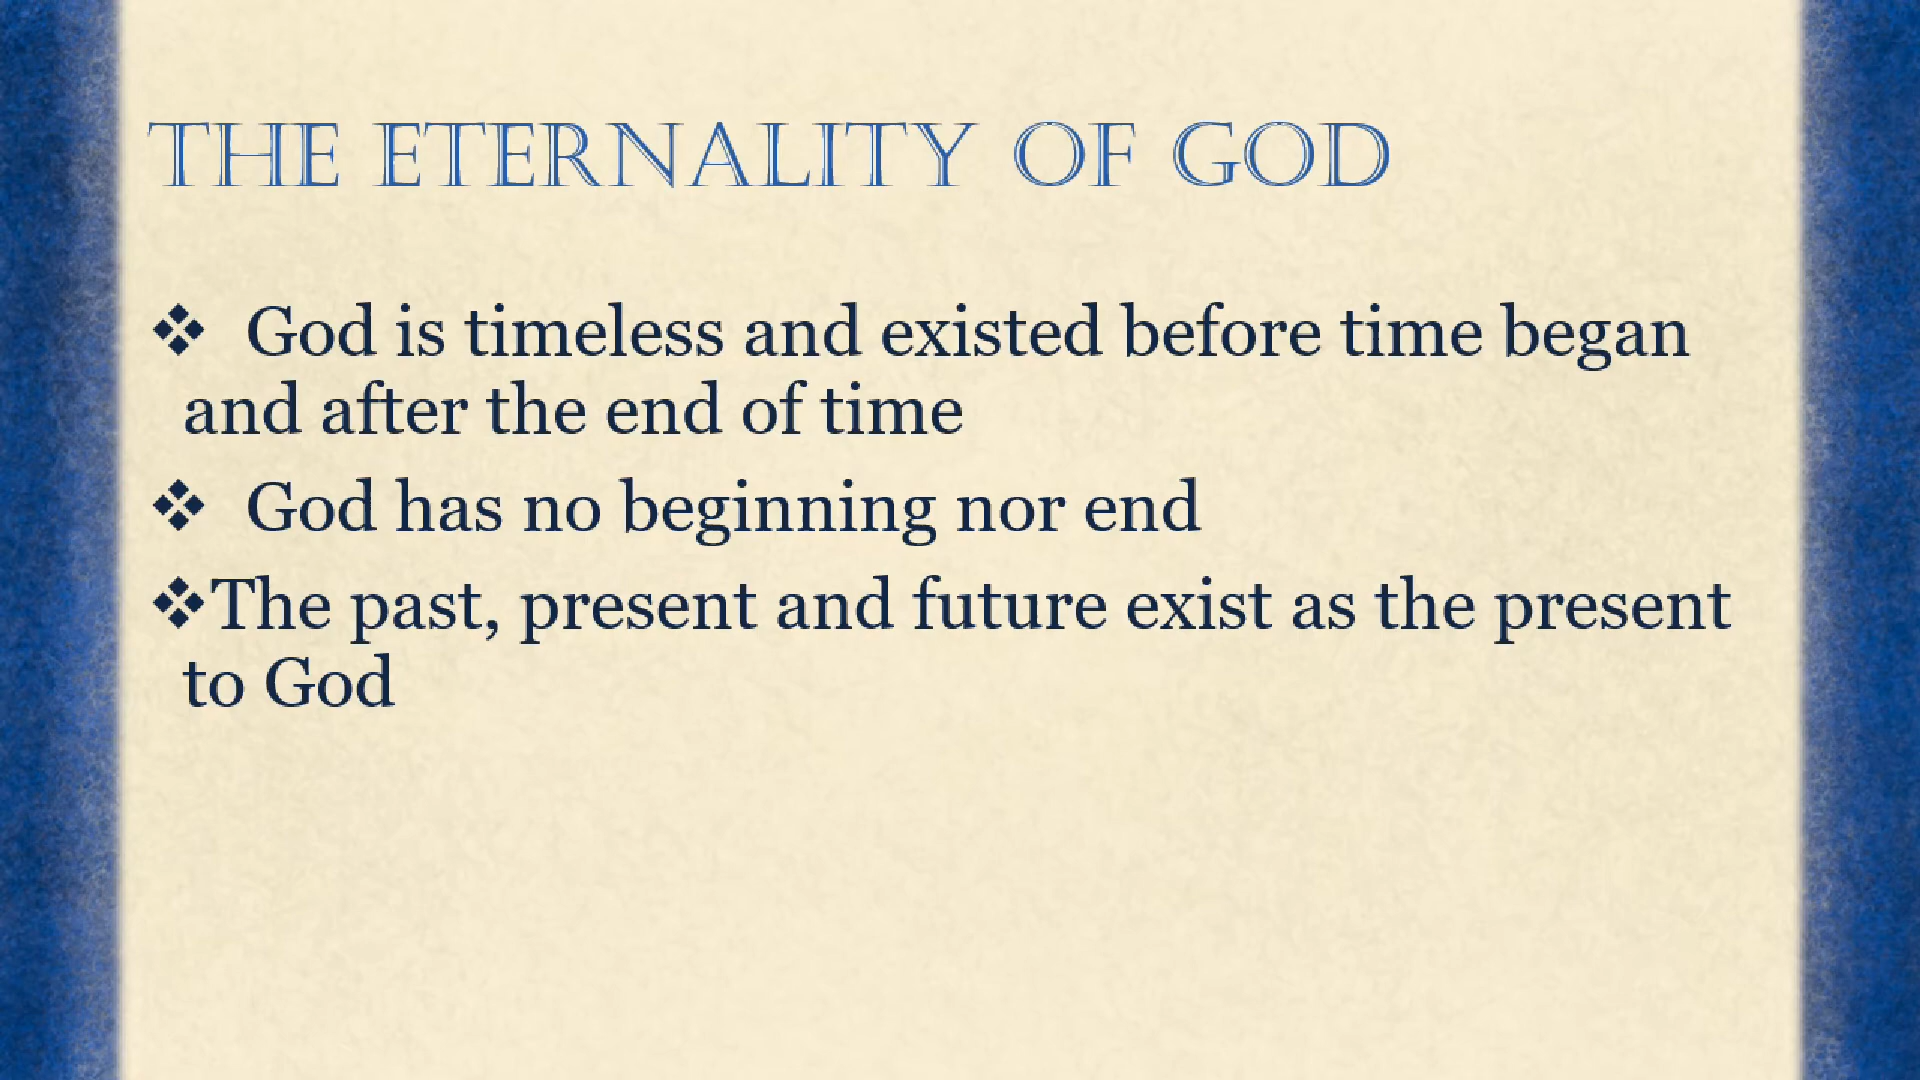 THE ETERNALITY OF GOD
❖ God is timeless and existed before time began
and after the end of time
❖ God has no beginning nor end
❖The past, present and future exist as the present
to God